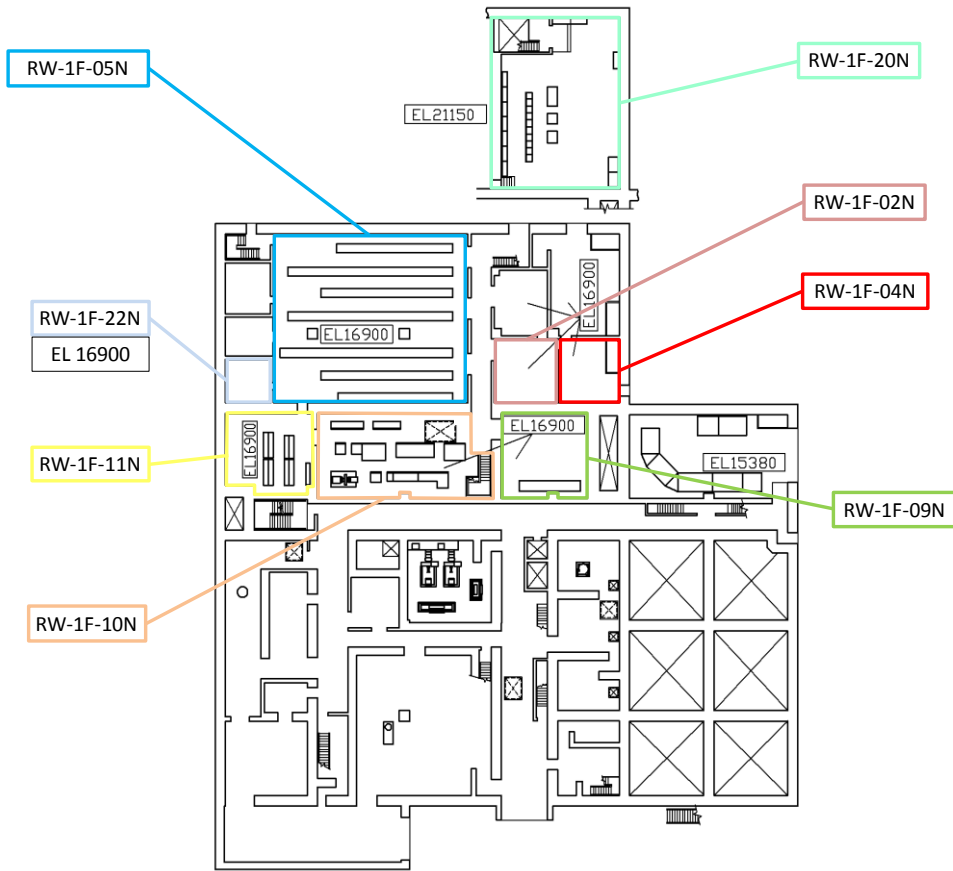 RW-1F-05N
RW-1F-20N
EL21150
RW-1F-02N
EL16900
RW-1F-04N
RW-1F-22N
EL 16900
EL16900
EL16900
EL16900
RW-1F-11N
EL15380
RW-1F-09N
RW-1F-10N